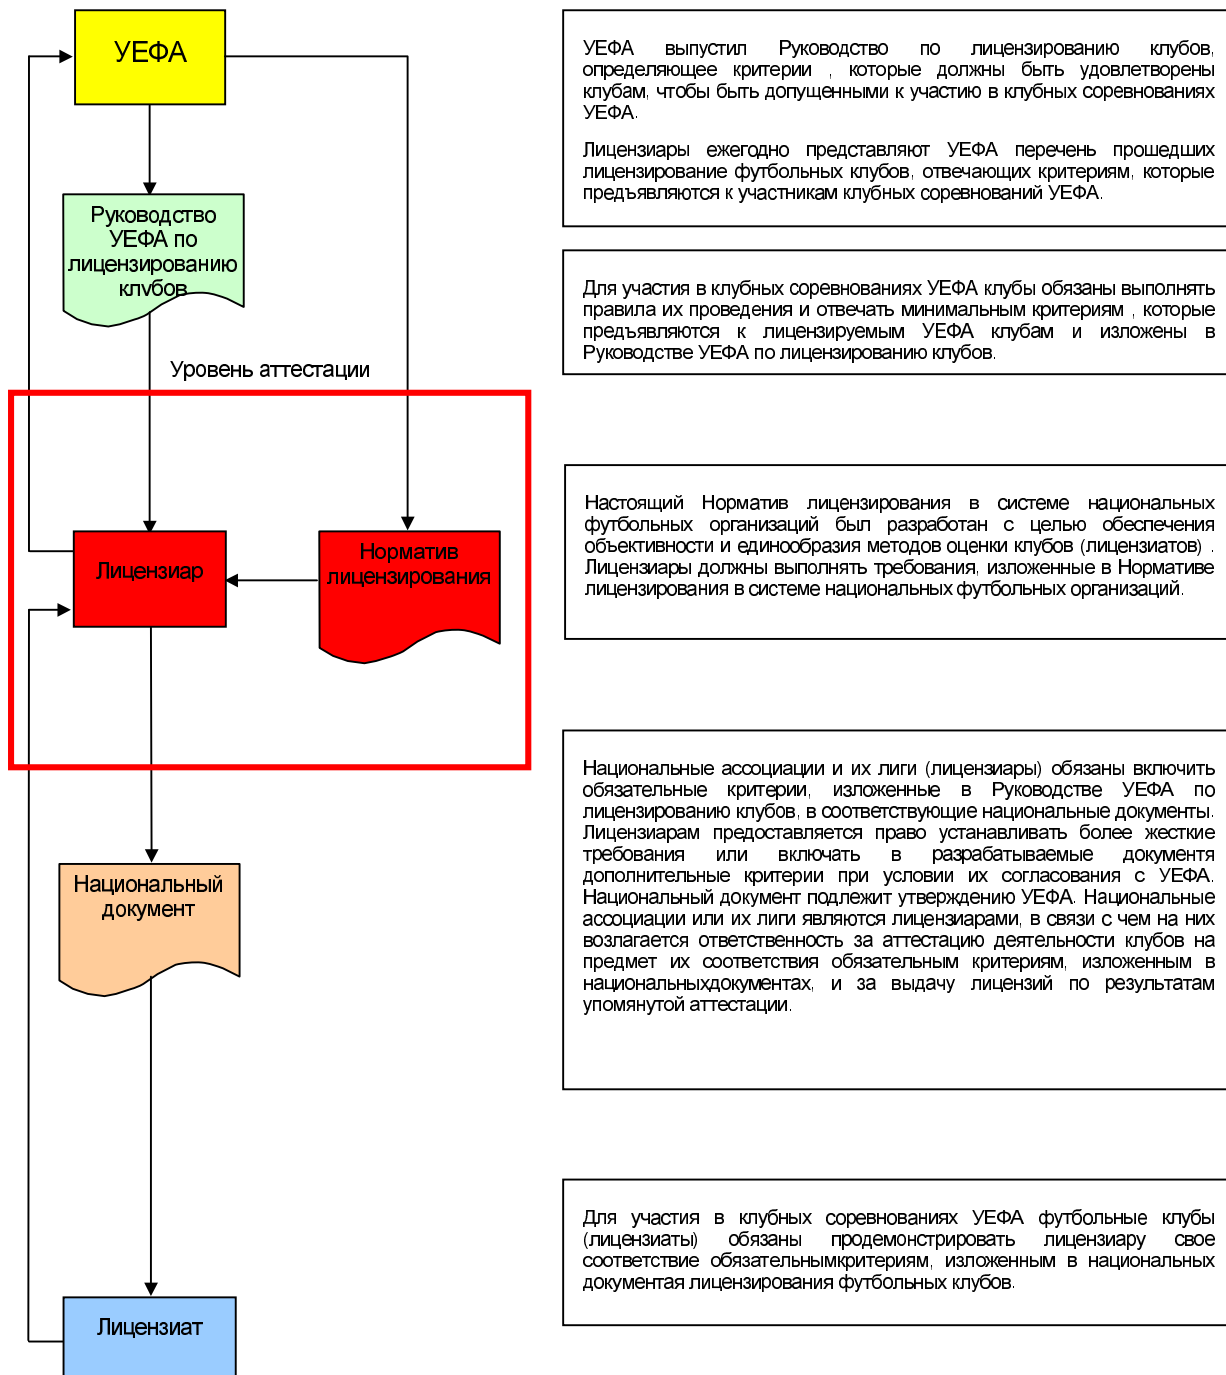 УЕФА
УЕФА выпустил Руководство по лицензированию клубов,
определяющее критерии , которые должны быть удовлетворены
клубам, чтобы быть допущенными к участию в клубных соревнованиях
УЕФА.
Лицензиары ежегодно представляют УЕФА перечень прошедших
лицензирование футбольных клубов, отвечающих критериям, которые
предъявляются к участникам клубных соревнований УЕФА.
Руководство
УЕФА по
лицензированию
клубов
Для участия в клубных соревнованиях УЕФА клубы обязаны выполнять
правила их проведения и отвечать минимальным критериям , которые
предъявляются к лицензируемым УЕФА клубам и изложены в
Руководстве УЕФА по лицензированию клубов.
Уровень аттестации
Лицензиар
Норматив
лицензирования
Настоящий Норматив лицензирования в системе национальных
футбольных организаций был разработан с целью обеспечения
объективности и единообразия методов оценки клубов (лицензиатов) .
Лицензиары должны выполнять требования, изложенные в Нормативе
лицензирования в системе национальных футбольных организаций.
Национальные ассоциации и их лиги (лицензиары) обязаны включить
обязательные критерии, изложенные в Руководстве УЕФА по
лицензированию клубов, в соответствующие национальные документы.
Лицензиарам предоставляется право устанавливать более жесткие
требования или включать в разрабатываемые документя
дополнительные критерии при условии их согласования с УЕФА.
Национальный документ подлежит утверждению УЕФА. Национальные
ассоциации или их лиги являются лицензиарами, в связи с чем на них
возлагается ответственность за аттестацию деятельности клубов на
предмет их соответствия обязательным критериям, изложенным в
национальныхдокументах, и за выдачу лицензий по результатам
упомянутой аттестации.
Национальный
документ
Для участия в клубных соревнованиях УЕФА футбольные клубы
(лицензиаты) обязаны продемонстрировать лицензиару свое
соответствие обязательнымкритериям, изложенным в национальных
документая лицензирования футбольных клубов.
Лицензиат